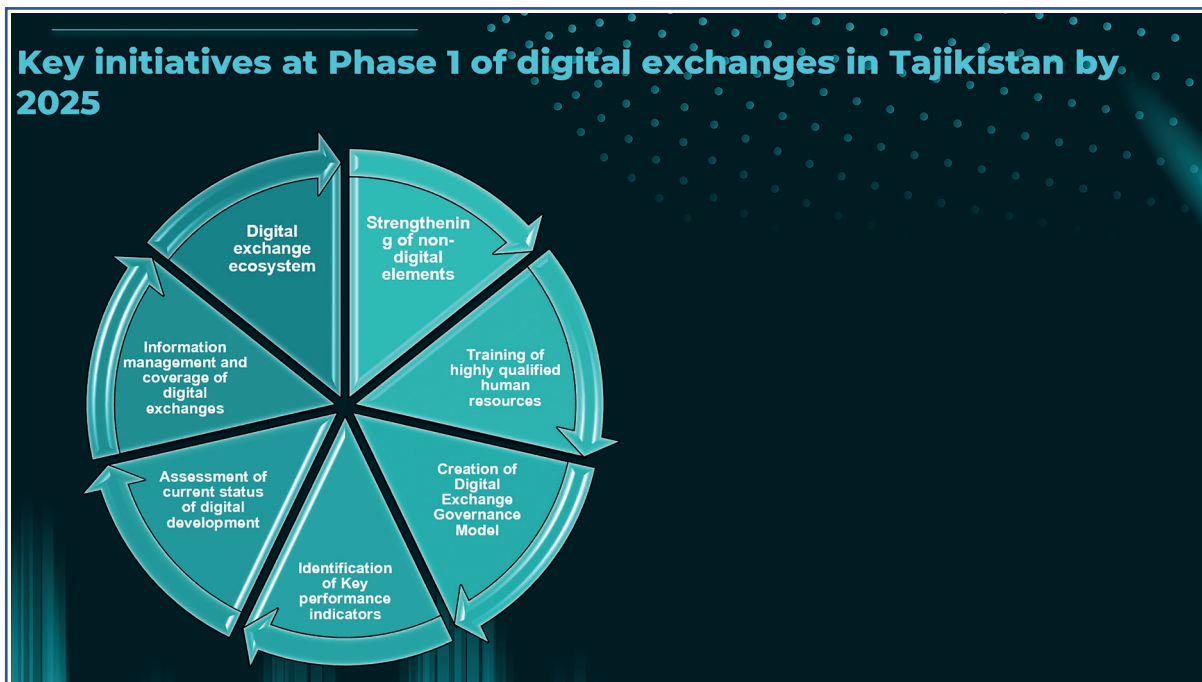 Key initiatives at Phase 1 of digital exchanges in Tajikistan by
2025
Strengthenin
g of non-
digital
elements
Training of
highly qualified
human
resources
Creation of
Digital
Exchange
Governance
Model
Identification
of Key
performance
indicators
Assessment of
current status
of digital
development
Information
management and
coverage of
digital
exchanges
Digital
exchange
ecosystem